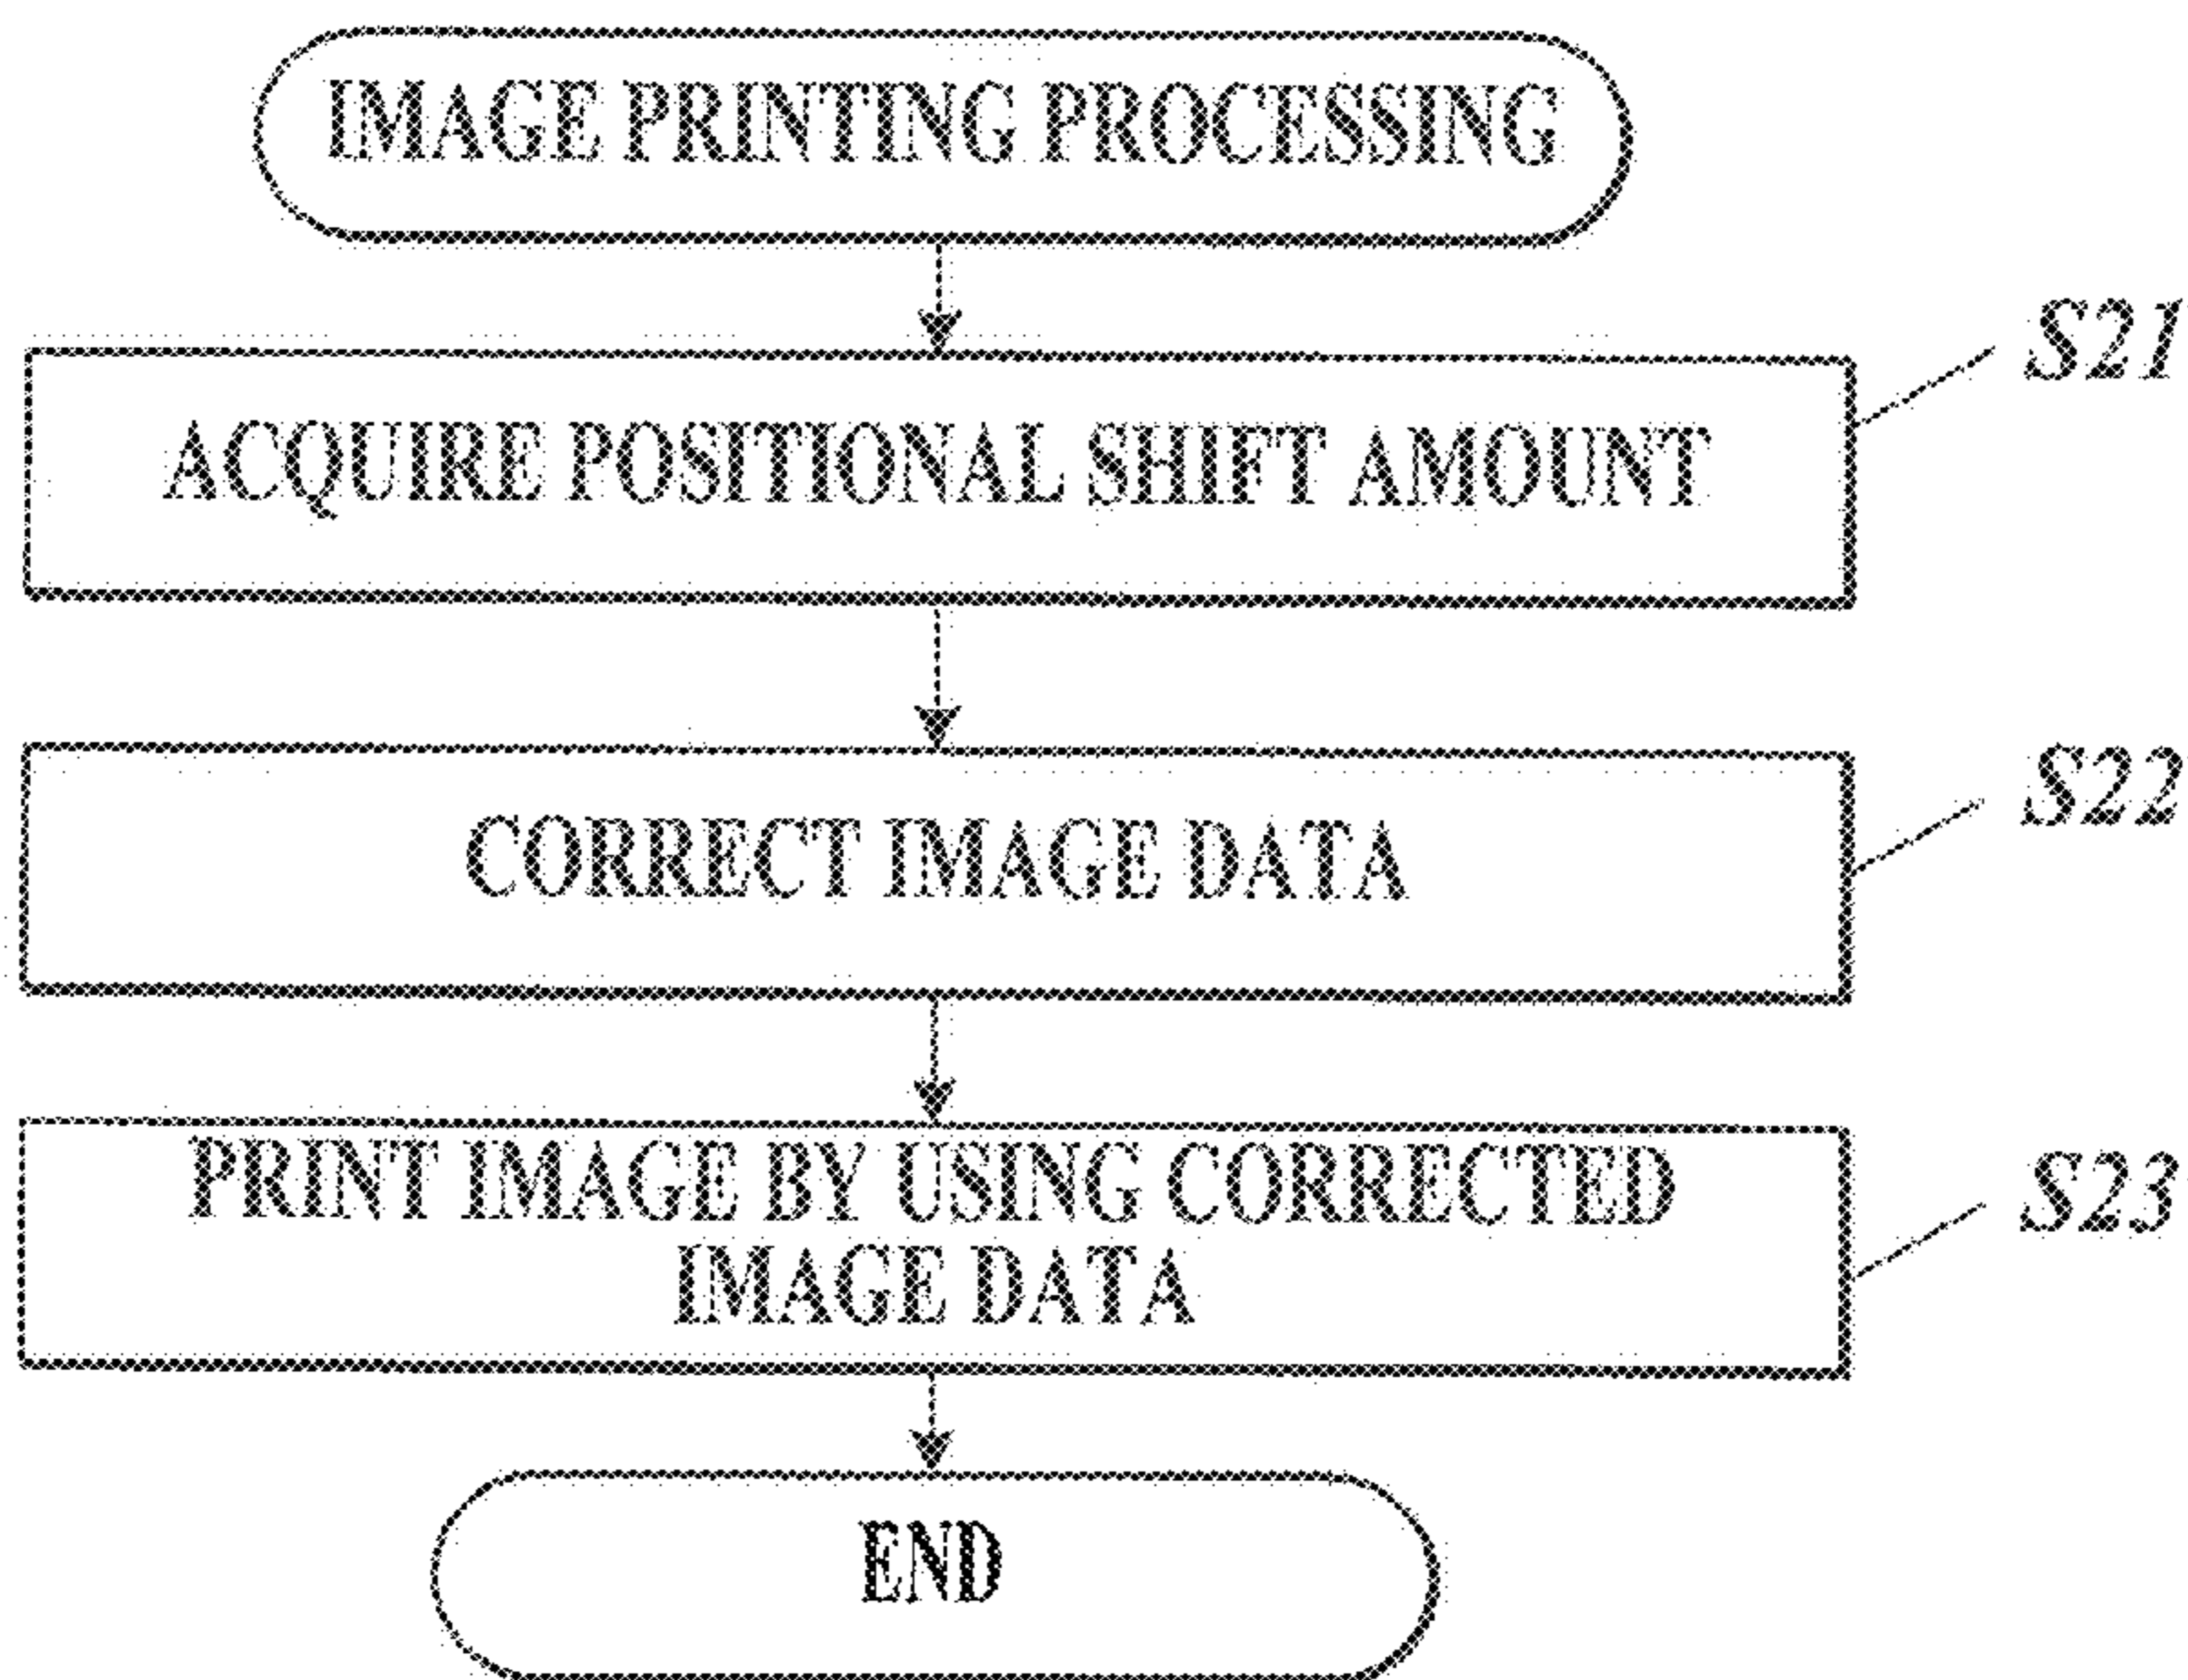 IMAGE PRINTING PROCESSING
S21
ACQUIRE POSITIONAL SHIFT AMOUNT
S22
CORRECT IMAGE DATA
S23
PRINT IMAGE BY USING CORRECTED
IMAGE DATA
END